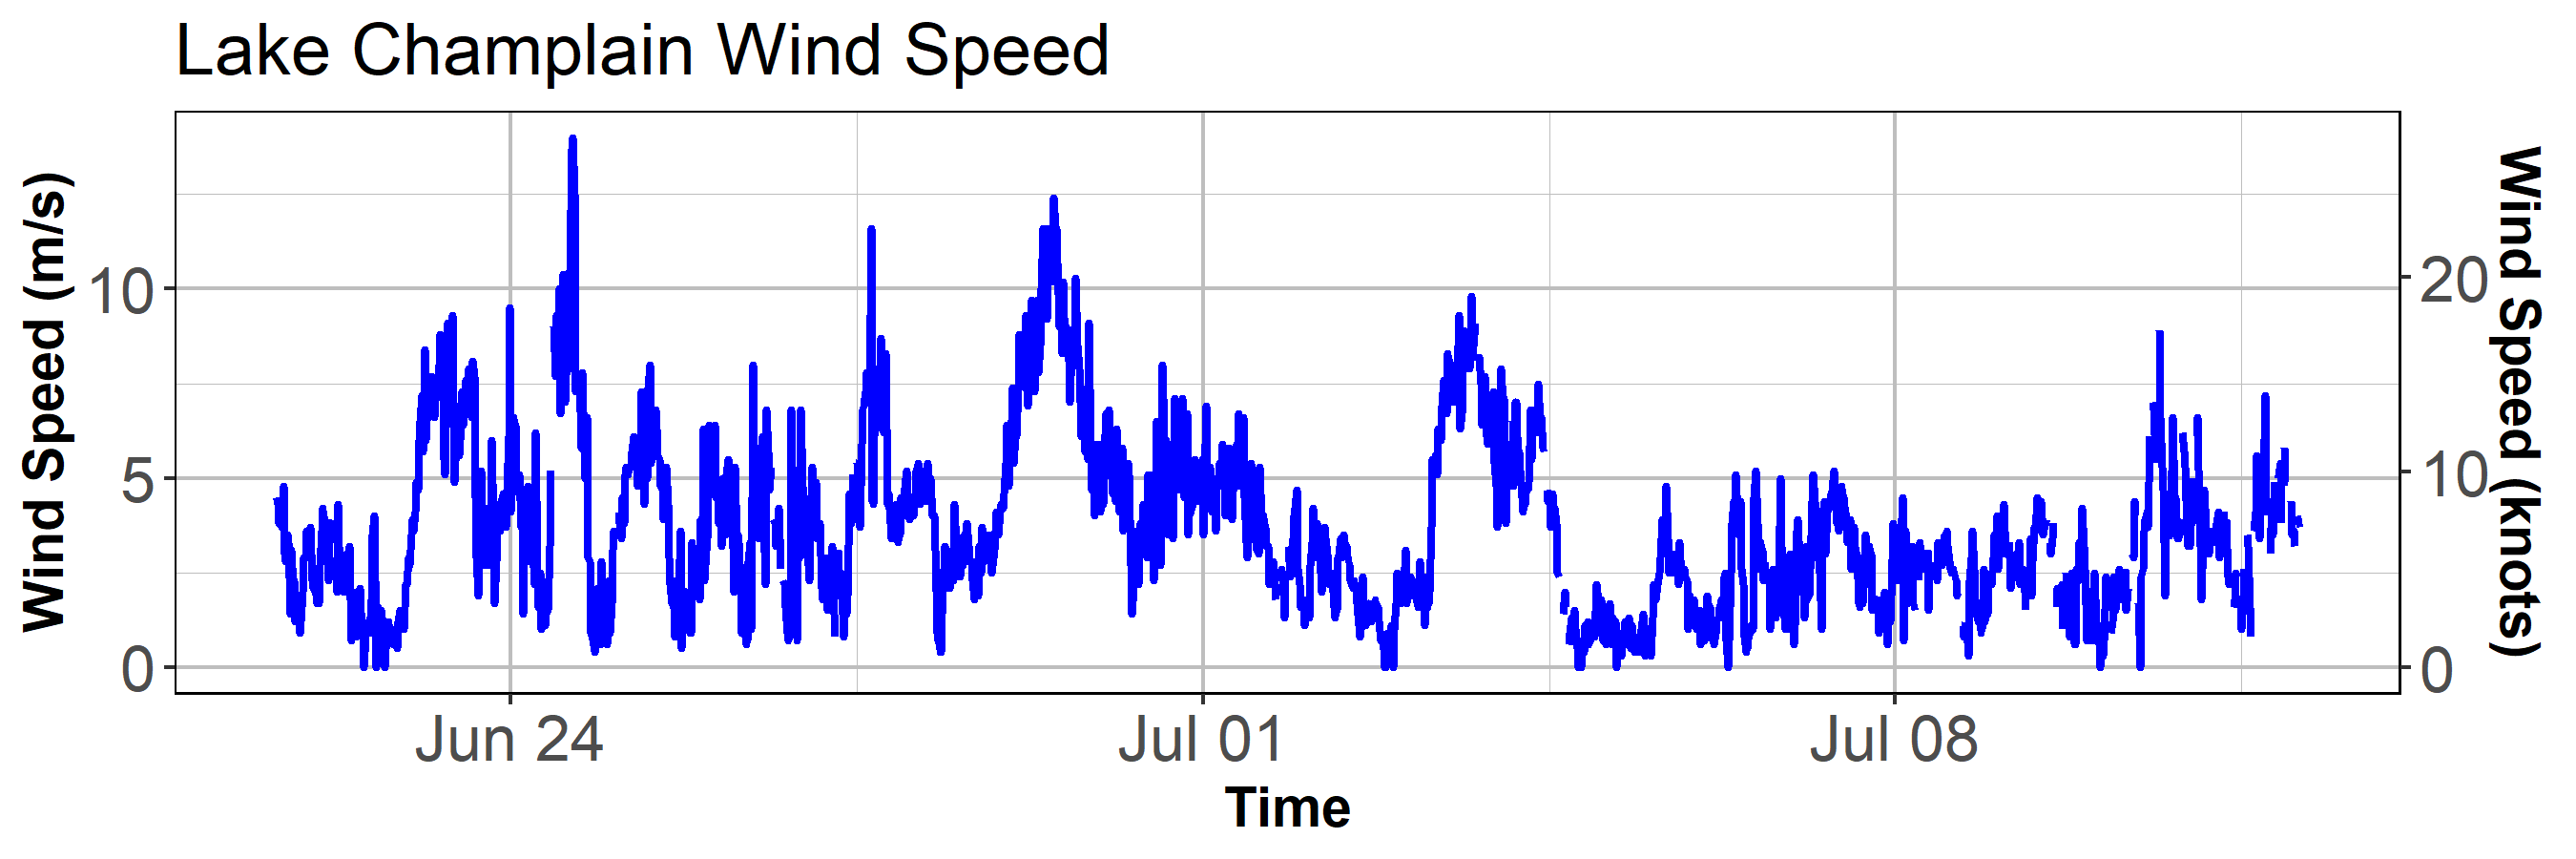 Lake Champlain Wind Speed
Wind Speed (m/s)
10
5
0
20
10
0
Wind Speed (knots)
Jun 24
Jul 01
Jul 08
Time